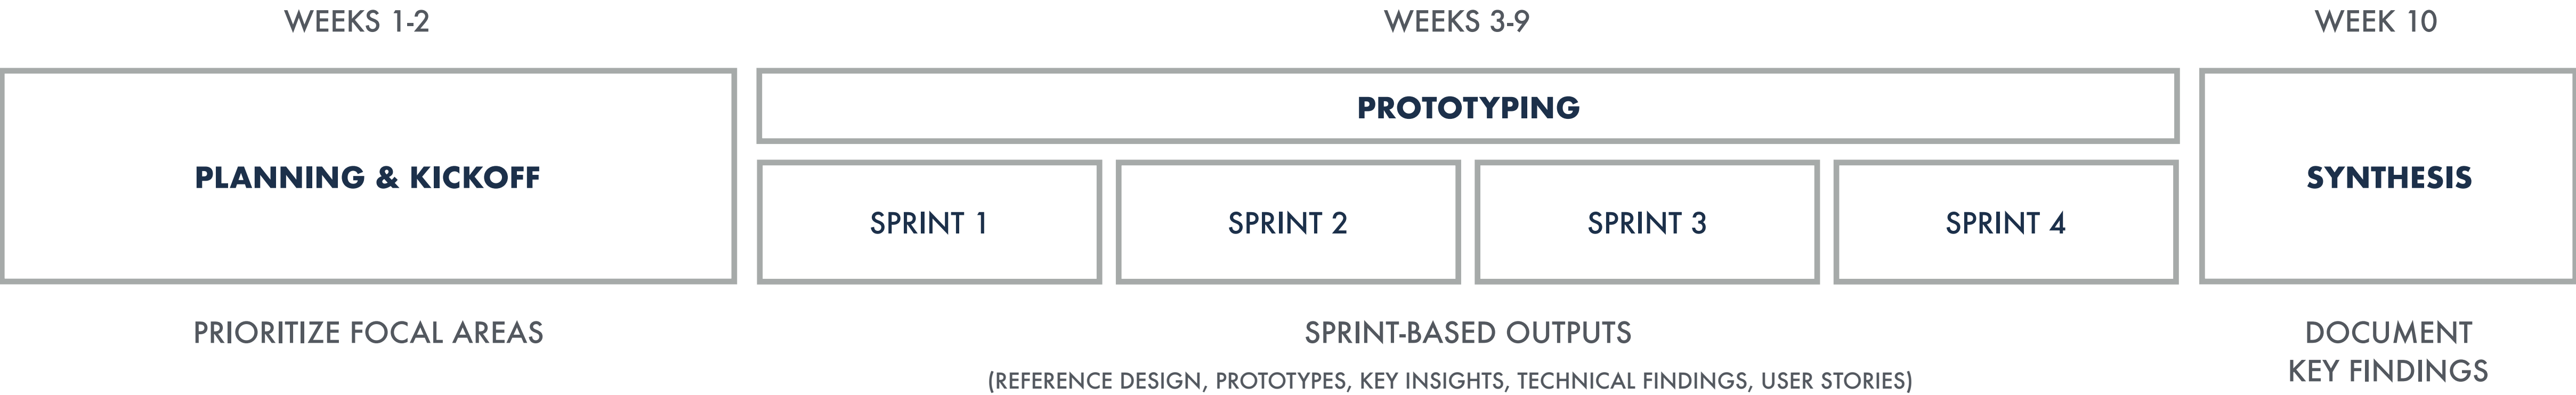 WEEKS 1-2
WEEKS 3-9
WEEK 10
PLANNING & KICKOFF
PROTOTYPING
SPRINT 1
SPRINT 2
SPRINT 3
SPRINT 4
SYNTHESIS
PRIORITIZE FOCAL AREAS
SPRINT-BASED OUTPUTS
(REFERENCE DESIGN, PROTOTYPES, KEY INSIGHTS, TECHNICAL FINDINGS, USER STORIES)
DOCUMENT
KEY FINDINGS